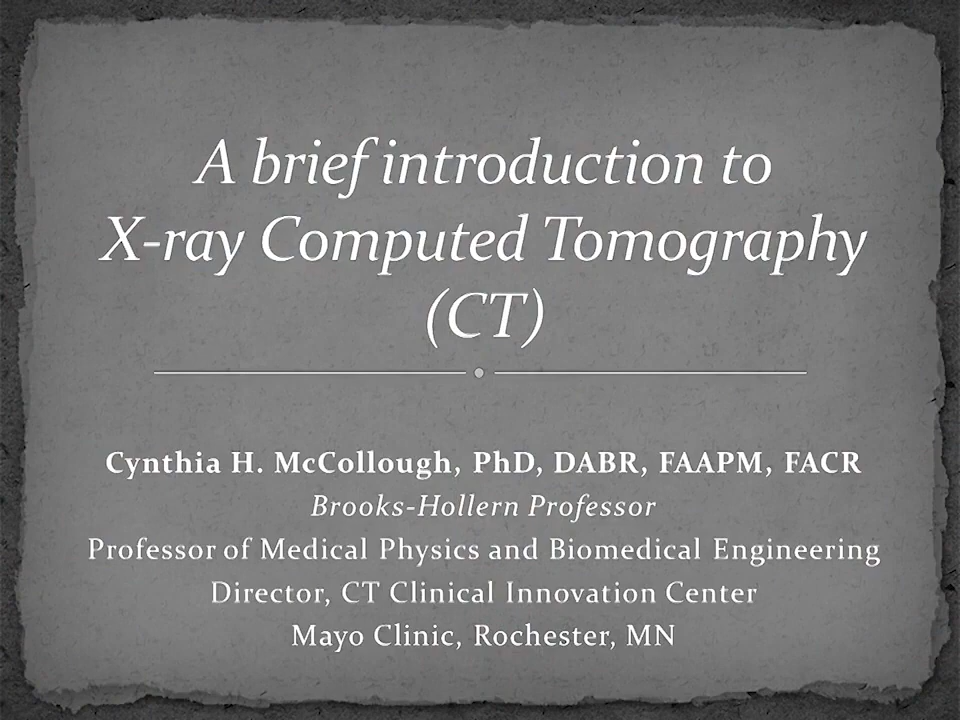 A brief introduction to
X-ray Computed Tomography
(CT)
Cynthia H. McCollough, PhD, DABR, FAAPM, FACR
Brooks-Hollern Professor
Professor of Medical Physics and Biomedical Engineering
Director, CT Clinical Innovation Center
Mayo Clinic, Rochester, MN